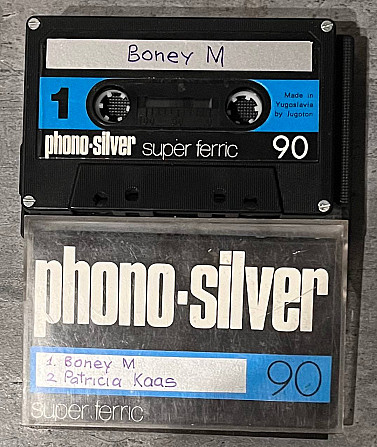 Boney M
1
Made in
Yugoslavia
by Jugoton
phono-silver super ferric 90
phono-silver
1. Boney M
2. Patricia Kaas
90
super ferric